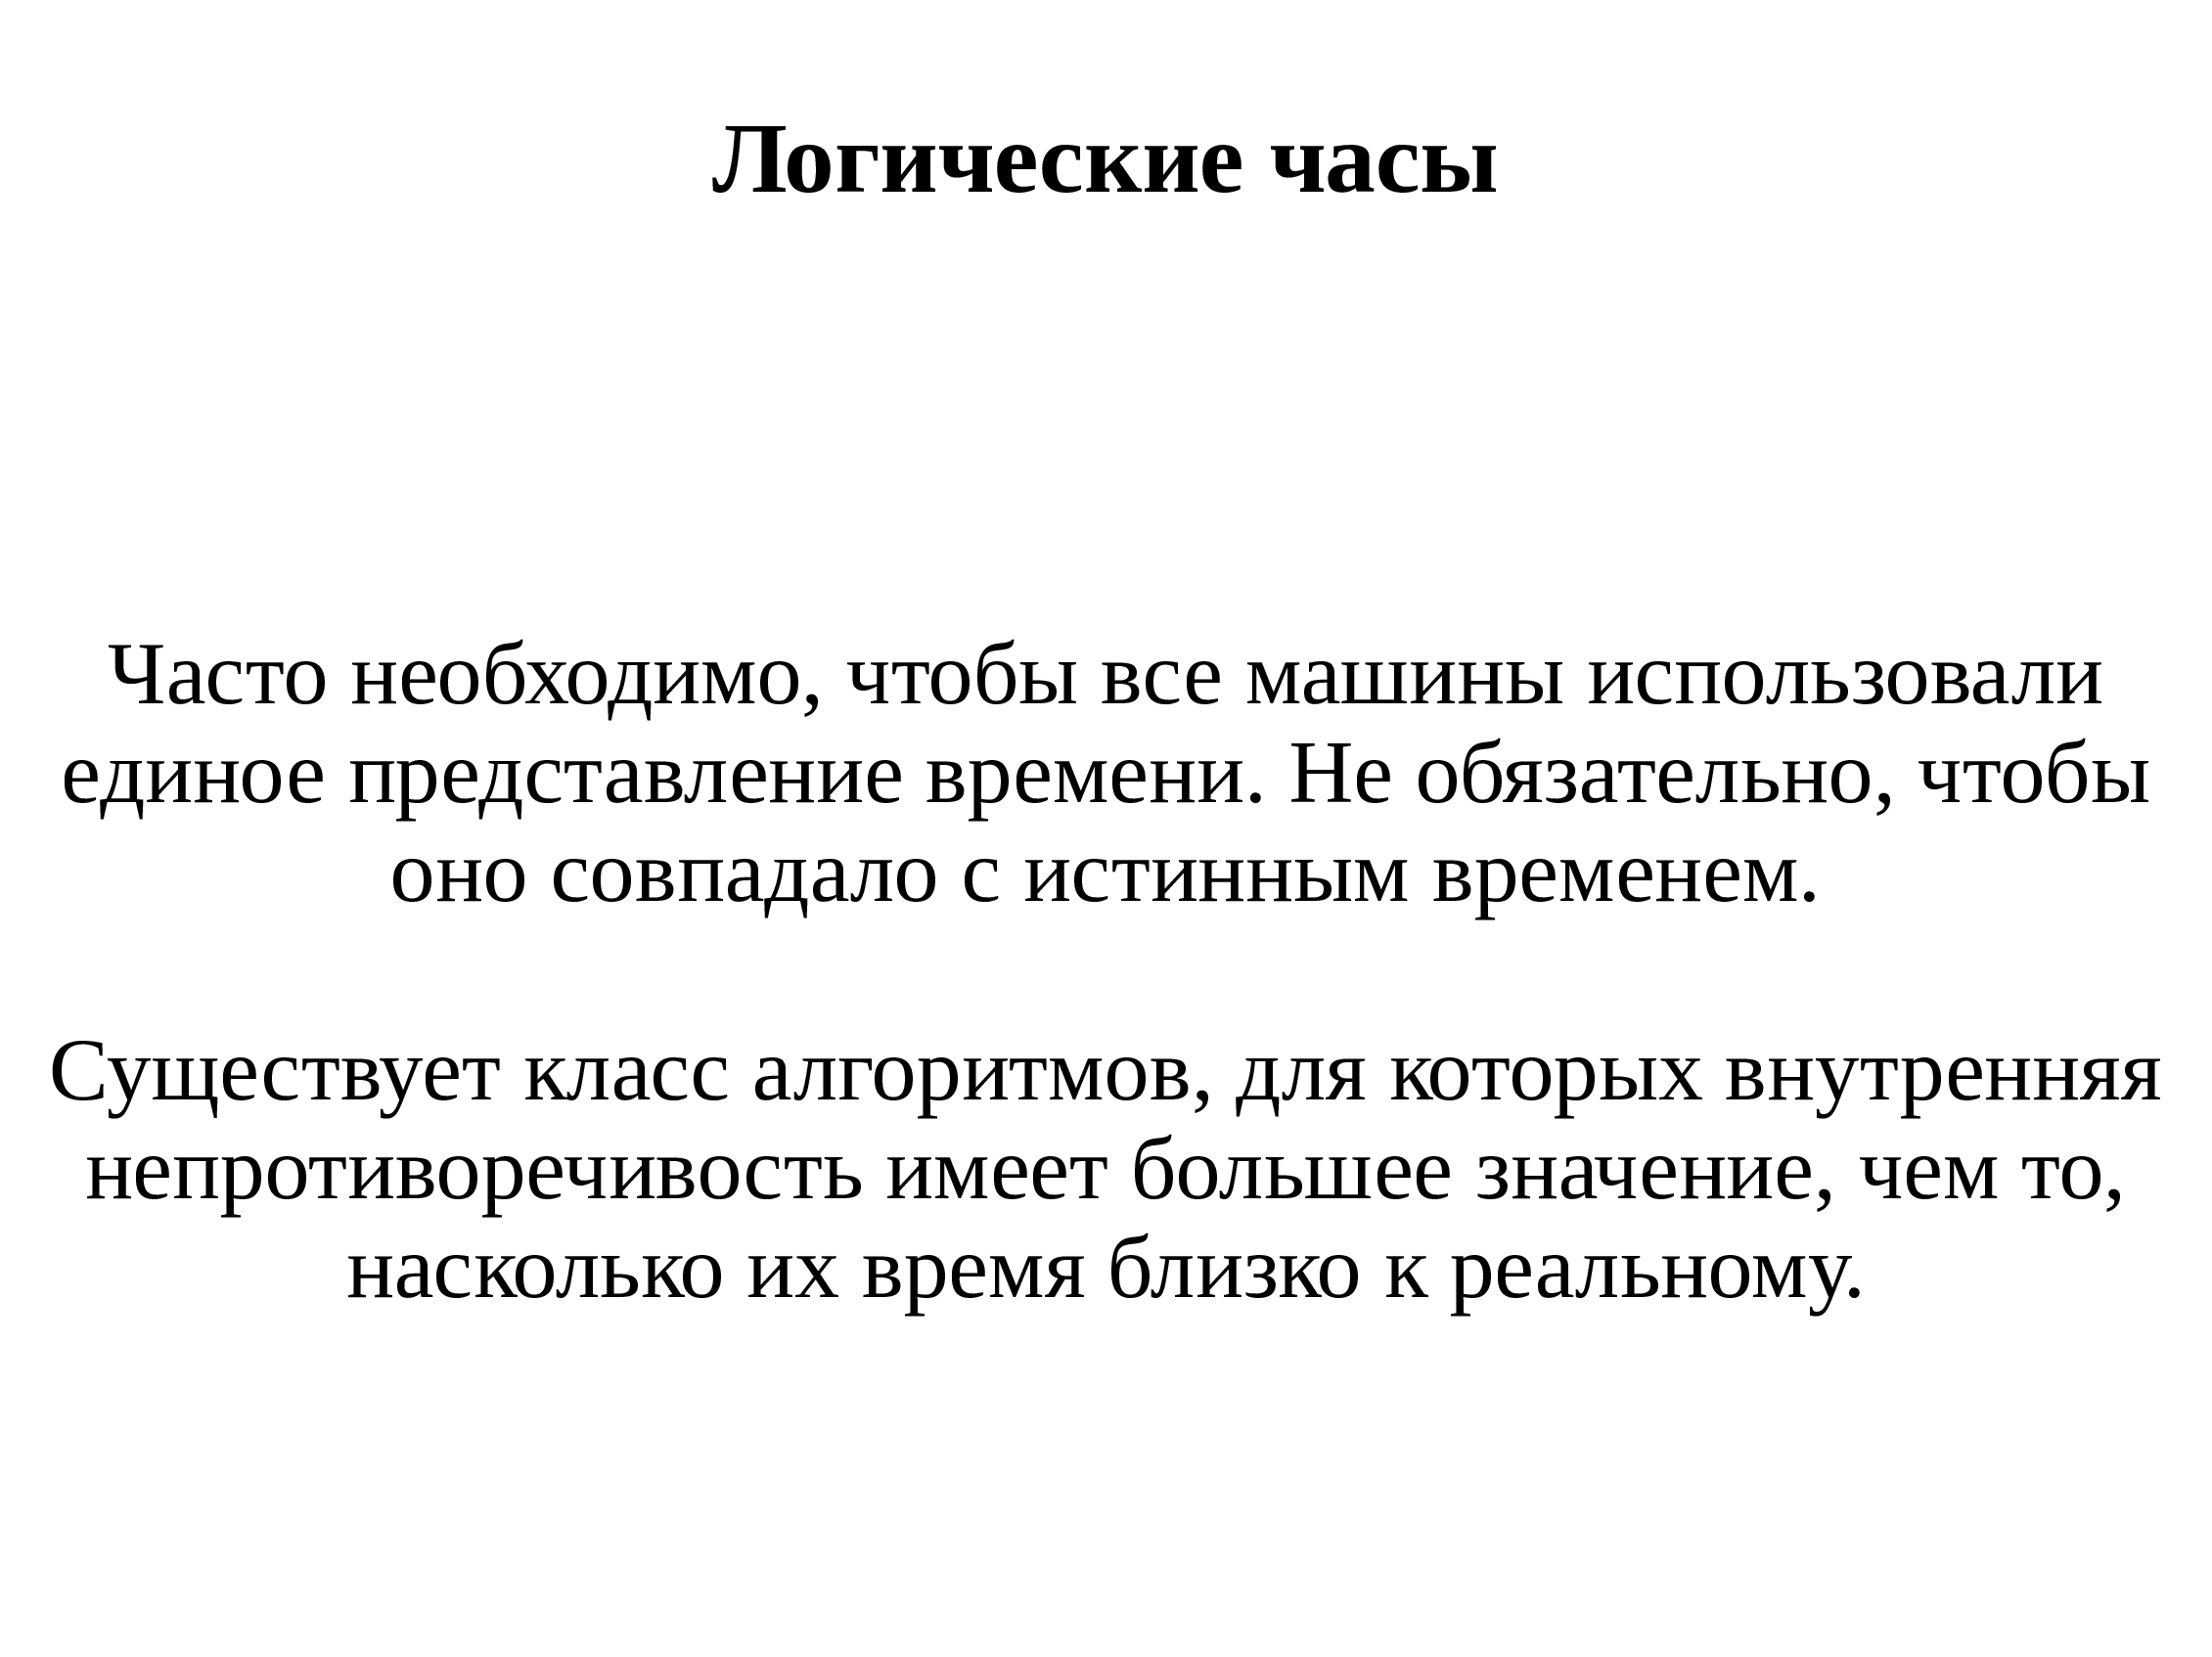 Логические часы
Часто необходимо, чтобы все машины использовали
единое представление времени. Не обязательно, чтобы
оно совпадало с истинным временем.
Существует класс алгоритмов, для которых внутренняя
непротиворечивость имеет большее значение, чем то,
насколько их время близко к реальному.